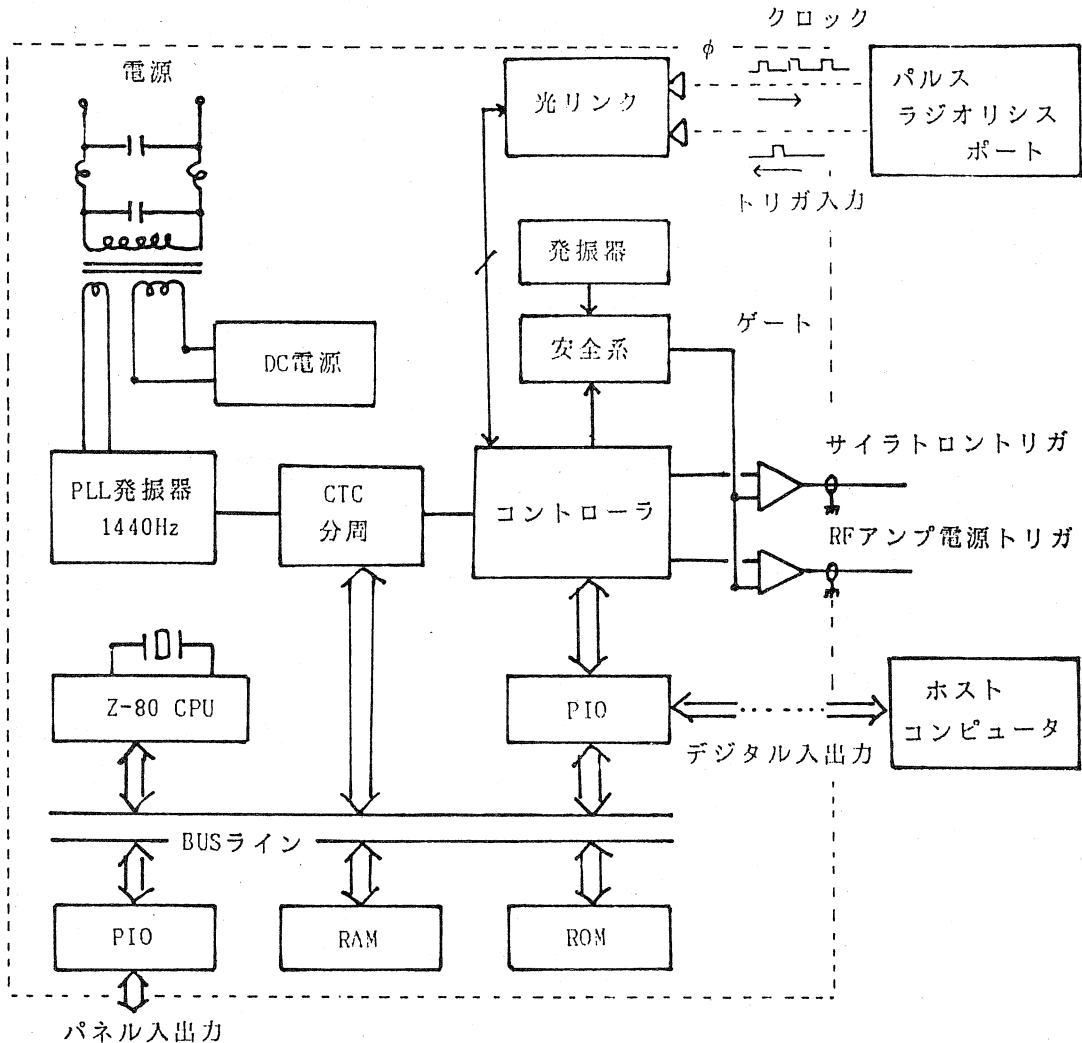 クロック
φ
電源
光リンク
パルス
ラジオリシス
ポート
トリガ入力
発振器
ゲート
安全系
DC電源
サイラトロントリガ
PLL発振器
1440Hz
CTC
分周
コントローラ
RFアンプ電源トリガ
Z-80 CPU
PIO
ホスト
コンピュータ
デジタル入出力
BUSライン
PIO
RAM
ROM
パネル入出力